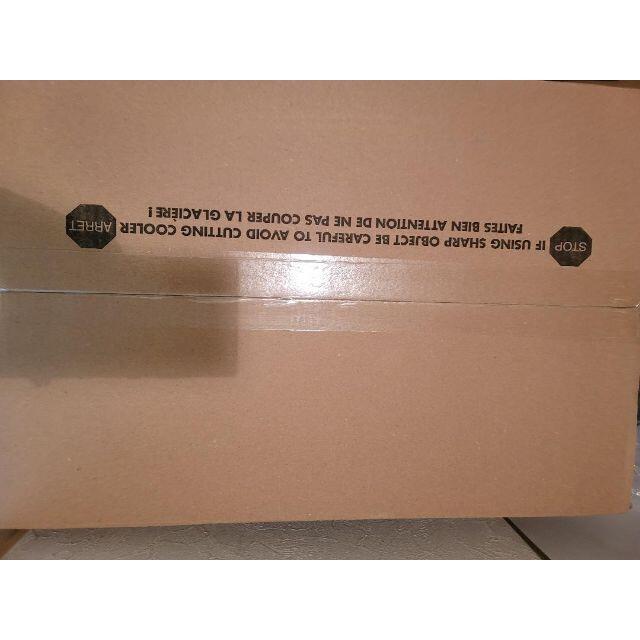 STOP
IF USING SHARP OBJECT BE CAREFUL TO AVOID CUTTING COOLER
FAITES BIEN ATTENTION DE NE PAS COUPER LA GLACIÈRE !
ARRET